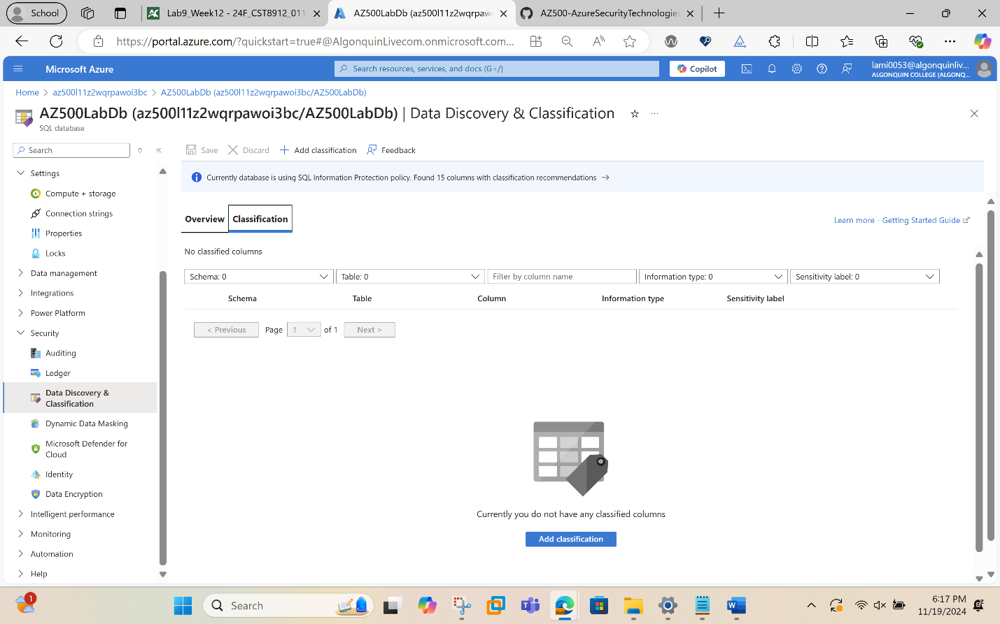 School
Lab9_Week12 - 24F_CST8912_011
AZ500LabDb (az500l11z2wqrpaw
AZ500-AzureSecurityTechnologies
https://portal.azure.com/?quickstart=true#@AlgonquinLivecom.onmicrosoft.com...
Microsoft Azure
Search resources, services, and docs (G+/)
Copilot
lami0053@algonquinliv...
ALGONQUIN COLLEGE (ALGONQ...
Home > az500l11z2wqrpawoi3bc > AZ500LabDb (az500l11z2wqrpawoi3bc/AZ500LabDb)
AZ500LabDb (az500l11z2wqrpawoi3bc/AZ500LabDb) | Data Discovery & Classification
SQL database
Search
Save
Discard
Add classification
Feedback
Currently database is using SQL Information Protection policy. Found 15 columns with classification recommendations →
Settings
Compute + storage
Connection strings
Properties
Locks
Data management
Integrations
Power Platform
Security
Auditing
Ledger
Data Discovery &
Classification
Dynamic Data Masking
Microsoft Defender for
Cloud
Identity
Data Encryption
Intelligent performance
Monitoring
Automation
Help
Overview
Classification
Learn more - Getting Started Guide
No classified columns
Schema: 0
Table: 0
Filter by column name
Information type: 0
Sensitivity label: 0
Schema
Table
Column
Information type
Sensitivity label
< Previous
Page
1
of 1
Next >
Currently you do not have any classified columns
Add classification
1
Search
6:17 PM
11/19/2024